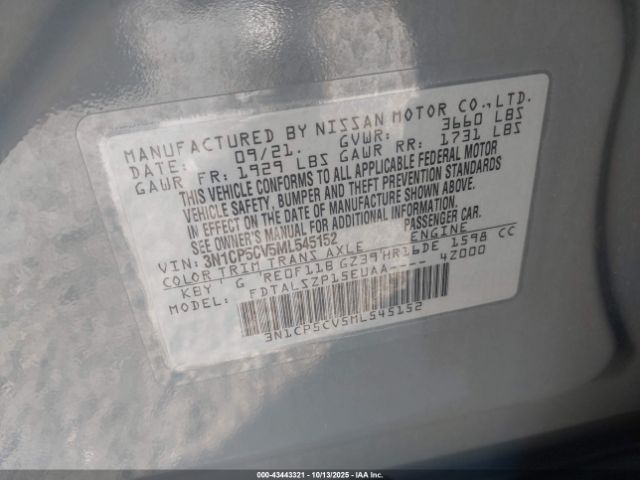 MANUFACTURED BY NISSAN MOTOR CO.,LTD.
DATE: 09/21. GVWR: 3660 LBS
GAWR FR: 1929 LBS GAWR RR: 1731 LBS
THIS VEHICLE CONFORMS TO ALL APPLICABLE FEDERAL MOTOR
VEHICLE SAFETY, BUMPER AND THEFT PREVENTION STANDARDS
IN EFFECT ON THE DATE OF MANUFACTURE SHOWN ABOVE.
SEE OWNER'S MANUAL FOR ADDITIONAL INFORMATION.
VIN: 3N1CP5CV5ML545152 PASSENGER CAR.
COLOR TRIM TRANS AXLE ENGINE
KBY G RE0F11B GZ39 HR16DE 1598 CC
MODEL: FDTALSZP15EUAA---- 4Z000
3N1CP5CV5ML545152
000-43443321 | 10/13/2025 | © IAA, Inc.